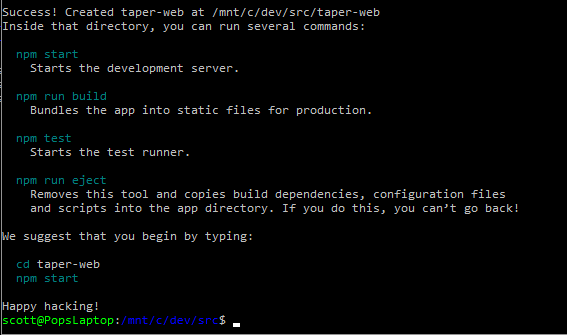 Success! Created taper-web at /mnt/c/dev/src/taper-web
Inside that directory, you can run several commands:
npm start
Starts the development server.
npm run build
Bundles the app into static files for production.
npm test
Starts the test runner.
npm run eject
Removes this tool and copies build dependencies, configuration files
and scripts into the app directory. If you do this, you can’t go back!
We suggest that you begin by typing:
cd taper-web
npm start
Happy hacking!
scott@PopsLaptop:/mnt/c/dev/src$